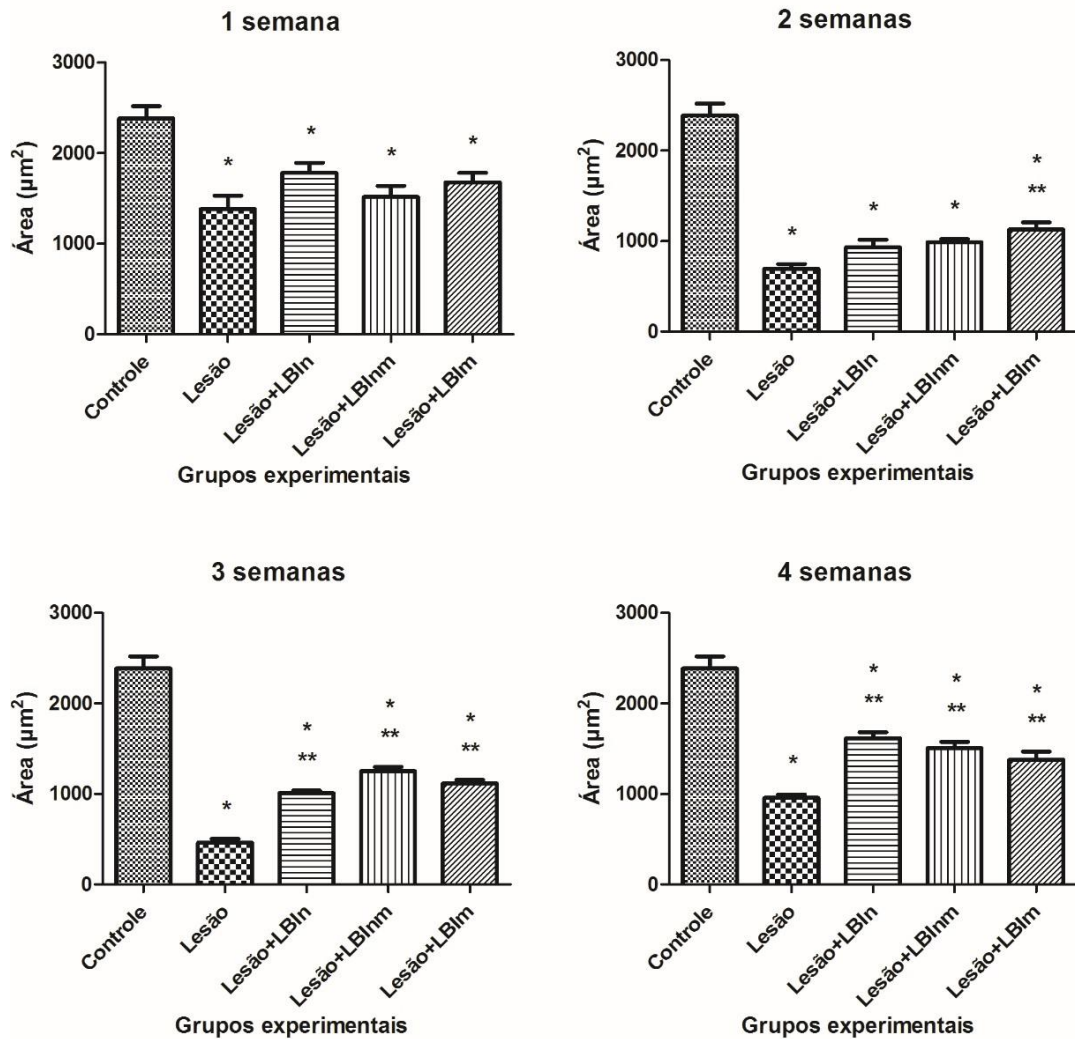 1 semana
Área (µm²)
3000
2000
1000
0
*
*
*
*
Controle
Lesão
Lesão+LBIn
Lesão+LBInm
Lesão+LBIm
Grupos experimentais
2 semanas
Área (µm²)
3000
2000
1000
0
*
*
*
*
**
Controle
Lesão
Lesão+LBIn
Lesão+LBInm
Lesão+LBIm
Grupos experimentais
3 semanas
Área (µm²)
3000
2000
1000
0
*
*
**
*
**
*
**
Controle
Lesão
Lesão+LBIn
Lesão+LBInm
Lesão+LBIm
Grupos experimentais
4 semanas
Área (µm²)
3000
2000
1000
0
*
*
**
*
**
*
**
Controle
Lesão
Lesão+LBIn
Lesão+LBInm
Lesão+LBIm
Grupos experimentais